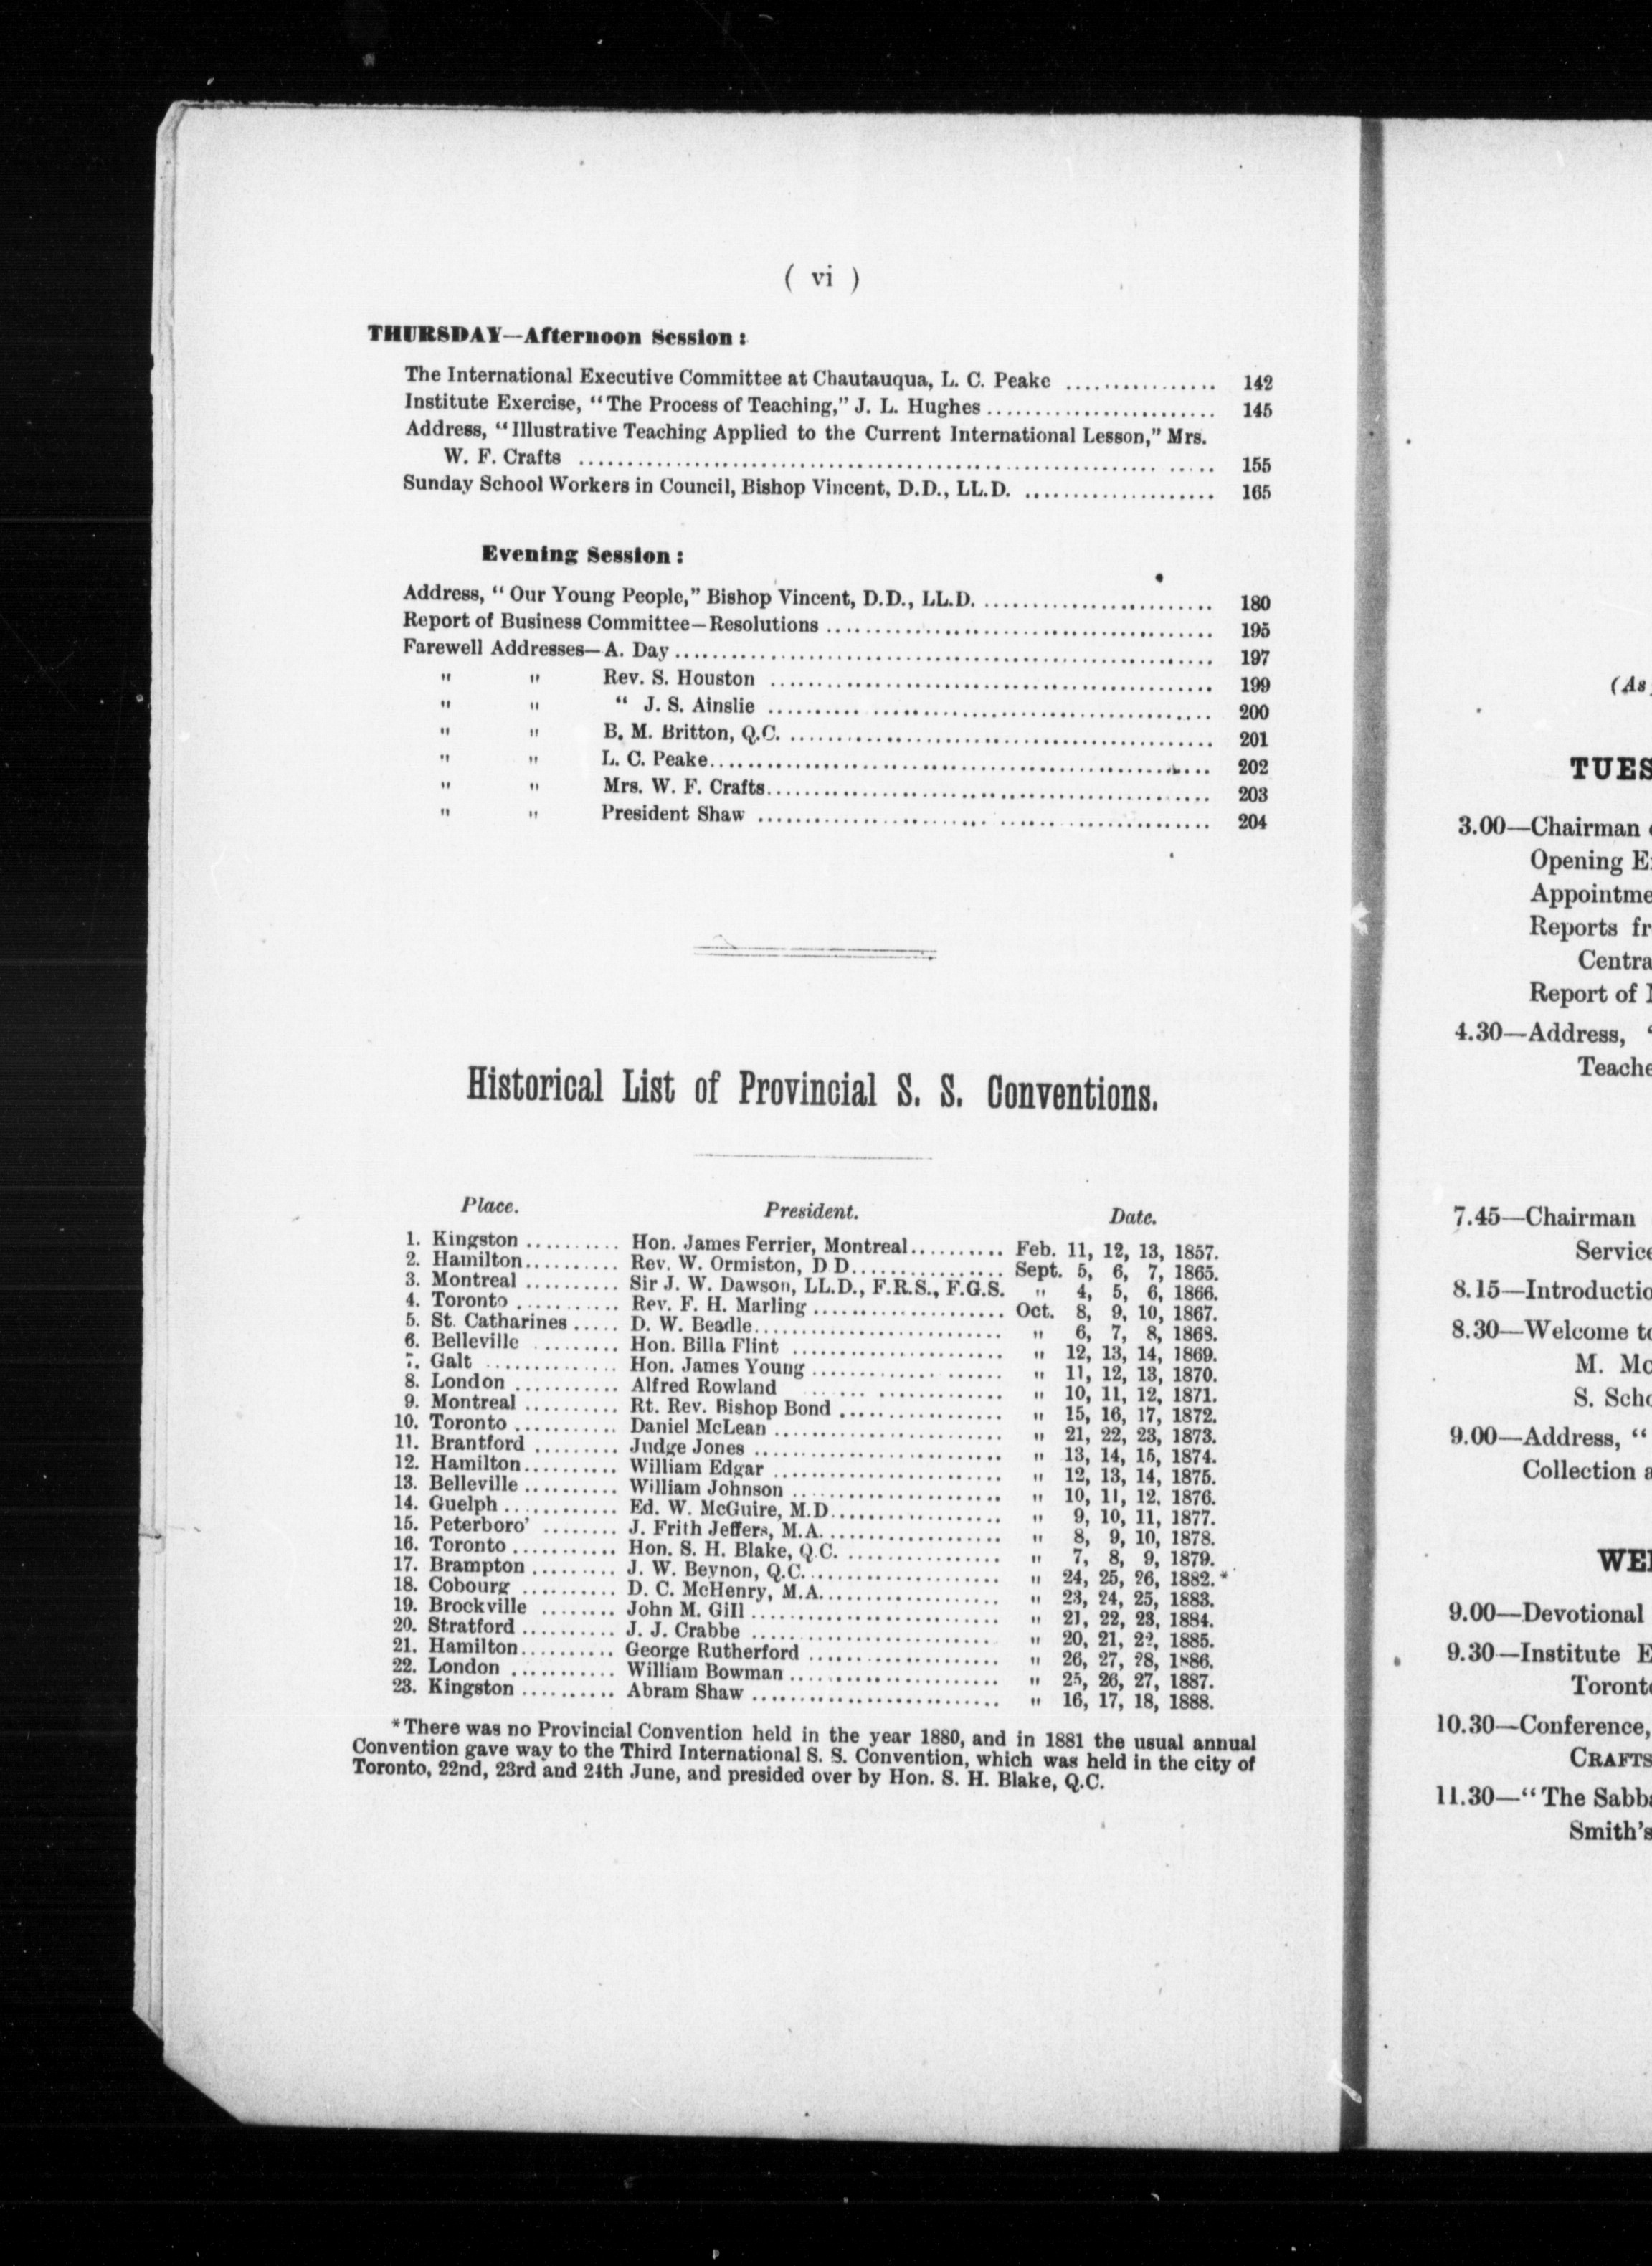 ( vi )
THURSDAY—Afternoon Session :
The International Executive Committee at Chautauqua, L. C. Peake ................ 142
Institute Exercise, "The Process of Teaching," J. L. Hughes ........................ 145
Address, "Illustrative Teaching Applied to the Current International Lesson," Mrs.
W. F. Crafts ........................ 155
Sunday School Workers in Council, Bishop Vincent, D.D., LL.D. .................... 165
Evening Session :
Address, "Our Young People," Bishop Vincent, D.D., LL.D. ........................ 180
Report of Business Committee—Resolutions ........................ 195
Farewell Addresses—A. Day ........................ 197
" " Rev. S. Houston ........................ 199
" " " J. S. Ainslie ........................ 200
" " B. M. Britton, Q.C. ........................ 201
" " L. C. Peake ........................ 202
" " Mrs. W. F. Crafts ........................ 203
" " President Shaw ........................ 204
Historical List of Provincial S. S. Conventions.
Place. President. Date.
1. Kingston .......... Hon. James Ferrier, Montreal .......... Feb. 11, 12, 13, 1857.
2. Hamilton .......... Rev. W. Ormiston, D D ................ Sept. 5, 6, 7, 1865.
3. Montreal .......... Sir J. W. Dawson, LL.D., F.R.S., F.G.S. " 4, 5, 6, 1866.
4. Toronto ........... Rev. F. H. Marling .................... Oct. 8, 9, 10, 1867.
5. St. Catharines ..... D. W. Beadle .......................... " 6, 7, 8, 1868.
6. Belleville ......... Hon. Billa Flint ...................... " 12, 13, 14, 1869.
7. Galt .............. Hon. James Young .................... " 11, 12, 13, 1870.
8. London ........... Alfred Rowland .................... " 10, 11, 12, 1871.
9. Montreal .......... Rt. Rev. Bishop Bond ................. " 15, 16, 17, 1872.
10. Toronto ........... Daniel McLean ........................ " 21, 22, 23, 1873.
11. Brantford ......... Judge Jones .......................... " 13, 14, 15, 1874.
12. Hamilton .......... William Edgar ........................ " 12, 13, 14, 1875.
13. Belleville .......... William Johnson ...................... " 10, 11, 12, 1876.
14. Guelph ............ Ed. W. McGuire, M.D .................. " 9, 10, 11, 1877.
15. Peterboro' ........ J. Frith Jeffers, M.A. .................. " 8, 9, 10, 1878.
16. Toronto ........... Hon. S. H. Blake, Q.C. ................ " 7, 8, 9, 1879.
17. Brampton ......... J. W. Beynon, Q.C. .................... " 24, 25, 26, 1882.*
18. Cobourg .......... D. C. McHenry, M.A. .................. " 23, 24, 25, 1883.
19. Brockville ........ John M. Gill .......................... " 21, 22, 23, 1884.
20. Stratford .......... J. J. Crabbe .......................... " 20, 21, 22, 1885.
21. Hamilton .......... George Rutherford .................... " 26, 27, 28, 1886.
22. London ........... William Bowman ...................... " 25, 26, 27, 1887.
23. Kingston .......... Abram Shaw .......................... " 16, 17, 18, 1888.
*There was no Provincial Convention held in the year 1880, and in 1881 the usual annual
Convention gave way to the Third International S. S. Convention, which was held in the city of
Toronto, 22nd, 23rd and 24th June, and presided over by Hon. S. H. Blake, Q.C.
(As
TUES
3.00—Chairman
Opening E
Appointme
Reports fr
Centra
Report of
4.30—Address, "
Teache
7.45—Chairman
Service
8.15—Introductio
8.30—Welcome to
M. Mc
S. Scho
9.00—Address, "
Collection a
WE
9.00—Devotional
9.30—Institute E
Toronto
10.30—Conference,
CRAFTS
11.30—"The Sabba
Smith's